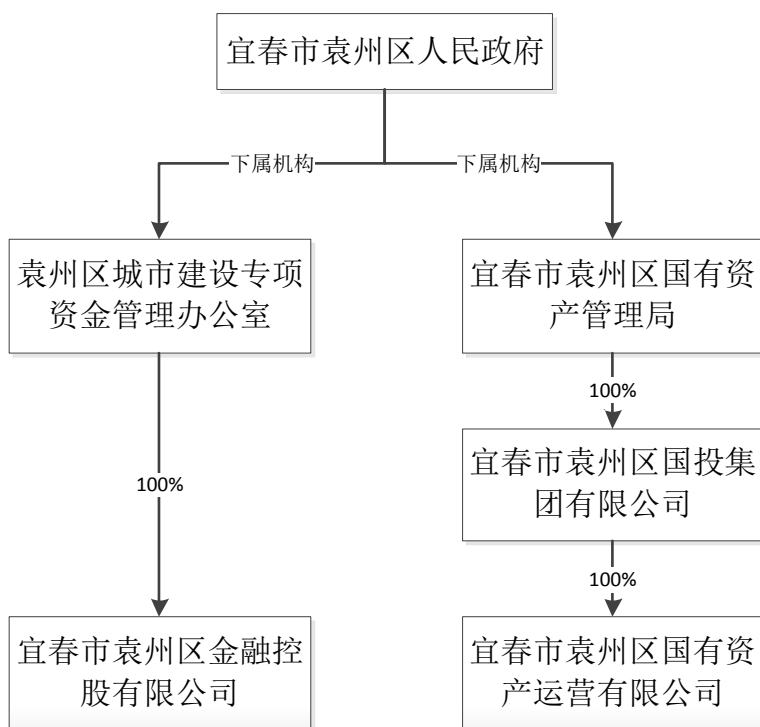 宜春市袁州区人民政府
下属机构
下属机构
袁州区城市建设专项
资金管理办公室
宜春市袁州区国有资
产管理局
100%
宜春市袁州区国投集
团有限公司
100%
100%
宜春市袁州区金融控
股有限公司
宜春市袁州区国有资
产运营有限公司